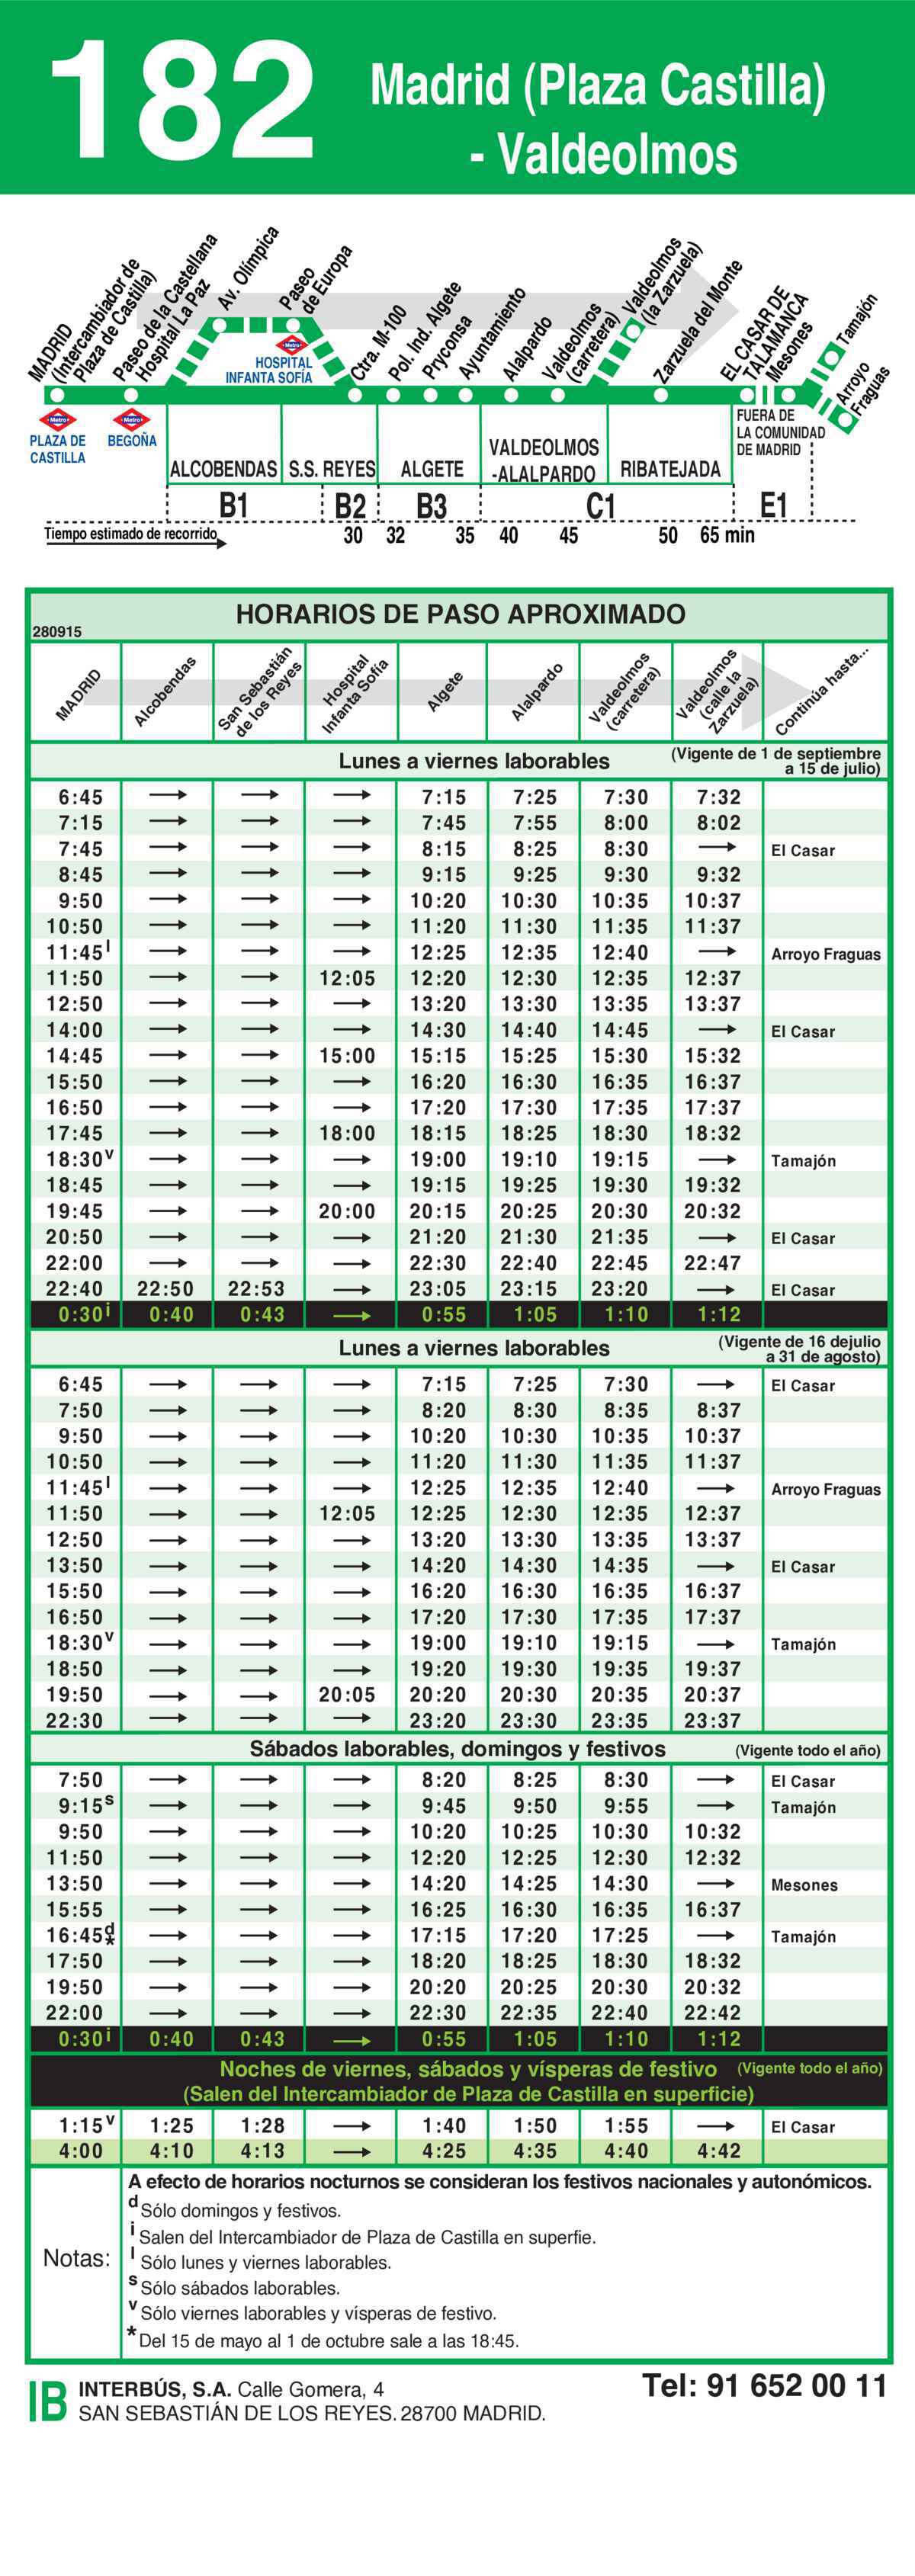 182
Madrid (Plaza Castilla)
- Valdeolmos
MADRID
(Intercambiador de
Plaza de Castilla)
Paseo de la Castellana
Hospital La Paz
Av. Olímpica
Paseo
de Europa
Ctra. M-100
Pol. Ind. Algete
Pryconsa
Ayuntamiento
Alalpardo
Valdeolmos
(carretera)
Valdeolmos
(la Zarzuela)
Zarzuela del Monte
EL CASAR DE
TALAMANCA
Mesones
Tamajón
Arroyo
Fraguas
Metro
HOSPITAL
INFANTA SOFÍA
Metro
Metro
PLAZA DE
CASTILLA
BEGOÑA
FUERA DE
LA COMUNIDAD
DE MADRID
ALCOBENDAS
S.S. REYES
ALGETE
VALDEOLMOS
-ALALPARDO
RIBATEJADA
B1
B2
B3
C1
E1
Tiempo estimado de recorrido
30 32 35 40 45 50 65 min
HORARIOS DE PASO APROXIMADO
280915
MADRID
Alcobendas
San Sebastián
de los Reyes
Hospital
Infanta Sofía
Algete
Alalpardo
Valdeolmos
(carretera)
Valdeolmos
(calle la
Zarzuela)
Continúa hasta...
Lunes a viernes laborables
(Vigente de 1 de septiembre
a 15 de julio)
6:45 → → → 7:15 7:25 7:30 7:32
7:15 → → → 7:45 7:55 8:00 8:02
7:45 → → → 8:15 8:25 8:30 → El Casar
8:45 → → → 9:15 9:25 9:30 9:32
9:50 → → → 10:20 10:30 10:35 10:37
10:50 → → → 11:20 11:30 11:35 11:37
11:45l → → → 12:25 12:35 12:40 → Arroyo Fraguas
11:50 → → 12:05 12:20 12:30 12:35 12:37
12:50 → → → 13:20 13:30 13:35 13:37
14:00 → → → 14:30 14:40 14:45 → El Casar
14:45 → → 15:00 15:15 15:25 15:30 15:32
15:50 → → → 16:20 16:30 16:35 16:37
16:50 → → → 17:20 17:30 17:35 17:37
17:45 → → 18:00 18:15 18:25 18:30 18:32
18:30v → → → 19:00 19:10 19:15 → Tamajón
18:45 → → → 19:15 19:25 19:30 19:32
19:45 → → 20:00 20:15 20:25 20:30 20:32
20:50 → → → 21:20 21:30 21:35 → El Casar
22:00 → → → 22:30 22:40 22:45 22:47
22:40 22:50 22:53 → 23:05 23:15 23:20 → El Casar
0:30i 0:40 0:43 → 0:55 1:05 1:10 1:12
Lunes a viernes laborables
(Vigente de 16 dejulio
a 31 de agosto)
6:45 → → → 7:15 7:25 7:30 → El Casar
7:50 → → → 8:20 8:30 8:35 8:37
9:50 → → → 10:20 10:30 10:35 10:37
10:50 → → → 11:20 11:30 11:35 11:37
11:45l → → → 12:25 12:35 12:40 → Arroyo Fraguas
11:50 → → 12:05 12:25 12:30 12:35 12:37
12:50 → → → 13:20 13:30 13:35 13:37
13:50 → → → 14:20 14:30 14:35 → El Casar
15:50 → → → 16:20 16:30 16:35 16:37
16:50 → → → 17:20 17:30 17:35 17:37
18:30v → → → 19:00 19:10 19:15 → Tamajón
18:50 → → → 19:20 19:30 19:35 19:37
19:50 → → 20:05 20:20 20:30 20:35 20:37
22:30 → → → 23:20 23:30 23:35 23:37
Sábados laborables, domingos y festivos (Vigente todo el año)
7:50 → → → 8:20 8:25 8:30 → El Casar
9:15s → → → 9:45 9:50 9:55 → Tamajón
9:50 → → → 10:20 10:25 10:30 10:32
11:50 → → → 12:20 12:25 12:30 12:32
13:50 → → → 14:20 14:25 14:30 → Mesones
15:55 → → → 16:25 16:30 16:35 16:37
16:45d* → → → 17:15 17:20 17:25 → Tamajón
17:50 → → → 18:20 18:25 18:30 18:32
19:50 → → → 20:20 20:25 20:30 20:32
22:00 → → → 22:30 22:35 22:40 22:42
0:30i 0:40 0:43 → 0:55 1:05 1:10 1:12
Noches de viernes, sábados y vísperas de festivo (Vigente todo el año)
(Salen del Intercambiador de Plaza de Castilla en superficie)
1:15v 1:25 1:28 → 1:40 1:50 1:55 → El Casar
4:00 4:10 4:13 → 4:25 4:35 4:40 4:42
Notas:
A efecto de horarios nocturnos se consideran los festivos nacionales y autonómicos.
d Sólo domingos y festivos.
i Salen del Intercambiador de Plaza de Castilla en superfie.
l Sólo lunes y viernes laborables.
s Sólo sábados laborables.
v Sólo viernes laborables y vísperas de festivo.
* Del 15 de mayo al 1 de octubre sale a las 18:45.
IB
INTERBÚS, S.A. Calle Gomera, 4
SAN SEBASTIÁN DE LOS REYES. 28700 MADRID.
Tel: 91 652 00 11